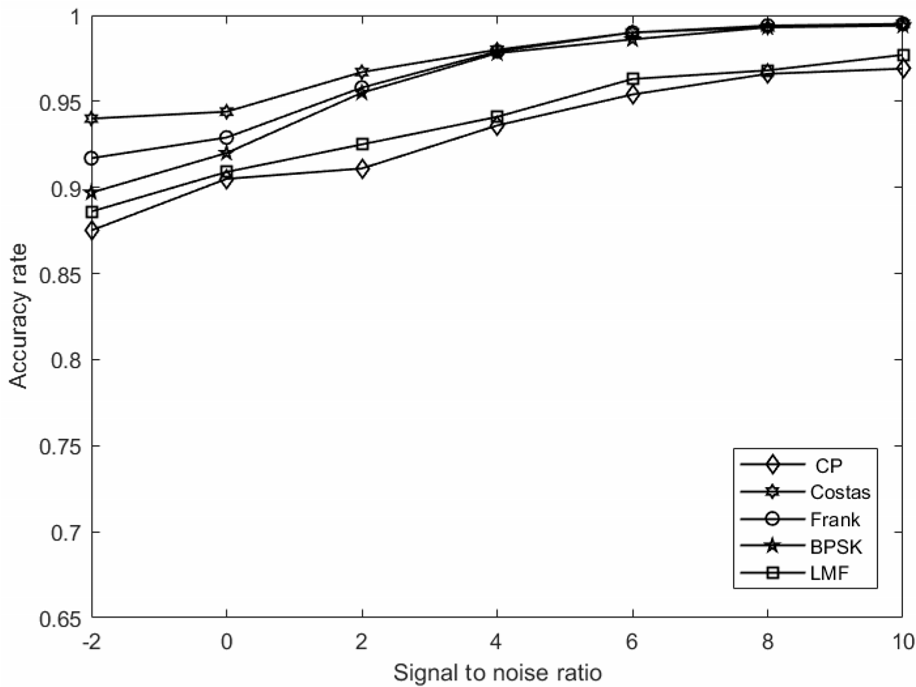 1
0.95
0.9
0.85
0.8
0.75
0.7
0.65
Accuracy rate
-2 0 2 4 6 8 10
Signal to noise ratio
CP
Costas
Frank
BPSK
LMF